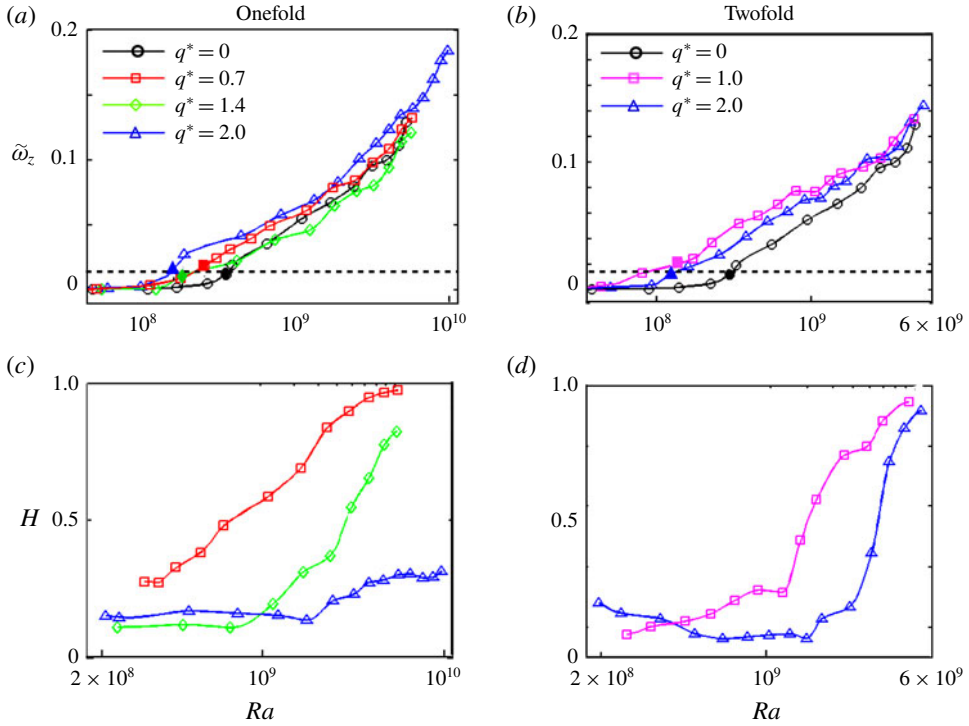 (a) Onefold
(b) Twofold
0.2
q* = 0
q* = 0.7
q* = 1.4
q* = 2.0
0.1
ω̃z
0
10⁸ 10⁹ 10¹⁰
0.2
q* = 0
q* = 1.0
q* = 2.0
0.1
0
10⁸ 10⁹ 6 × 10⁹
(c)
1.0
0.5
H
0
2 × 10⁸ 10⁹ 10¹⁰
Ra
(d)
1.0
0.5
0
2 × 10⁸ 10⁹ 6 × 10⁹
Ra